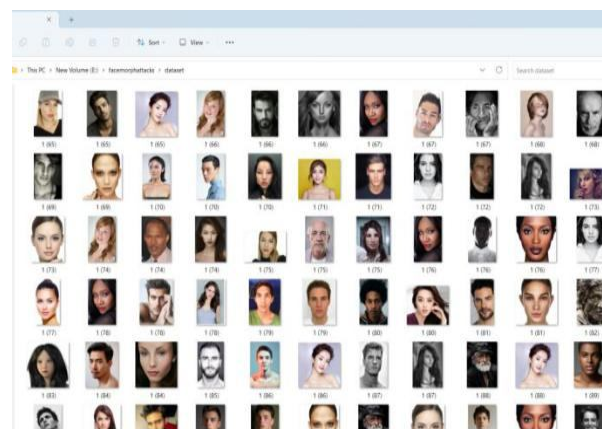 Sort
View
This PC > New Volume (E:) > facemorphattacks > dataset
Search dataset
1 (65) 1 (65) 1 (65) 1 (66) 1 (66) 1 (66) 1 (67) 1 (67) 1 (67) 1 (68) 1 (68)
1 (69) 1 (69) 1 (70) 1 (70) 1 (70) 1 (71) 1 (71) 1 (72) 1 (72) 1 (72) 1 (73)
1 (73) 1 (74) 1 (74) 1 (74) 1 (75) 1 (75) 1 (75) 1 (76) 1 (76) 1 (76) 1 (77)
1 (77) 1 (78) 1 (78) 1 (78) 1 (79) 1 (79) 1 (80) 1 (80) 1 (81) 1 (81) 1 (82)
1 (83) 1 (84) 1 (84) 1 (85) 1 (86) 1 (86) 1 (87) 1 (87) 1 (88) 1 (88) 1 (89)